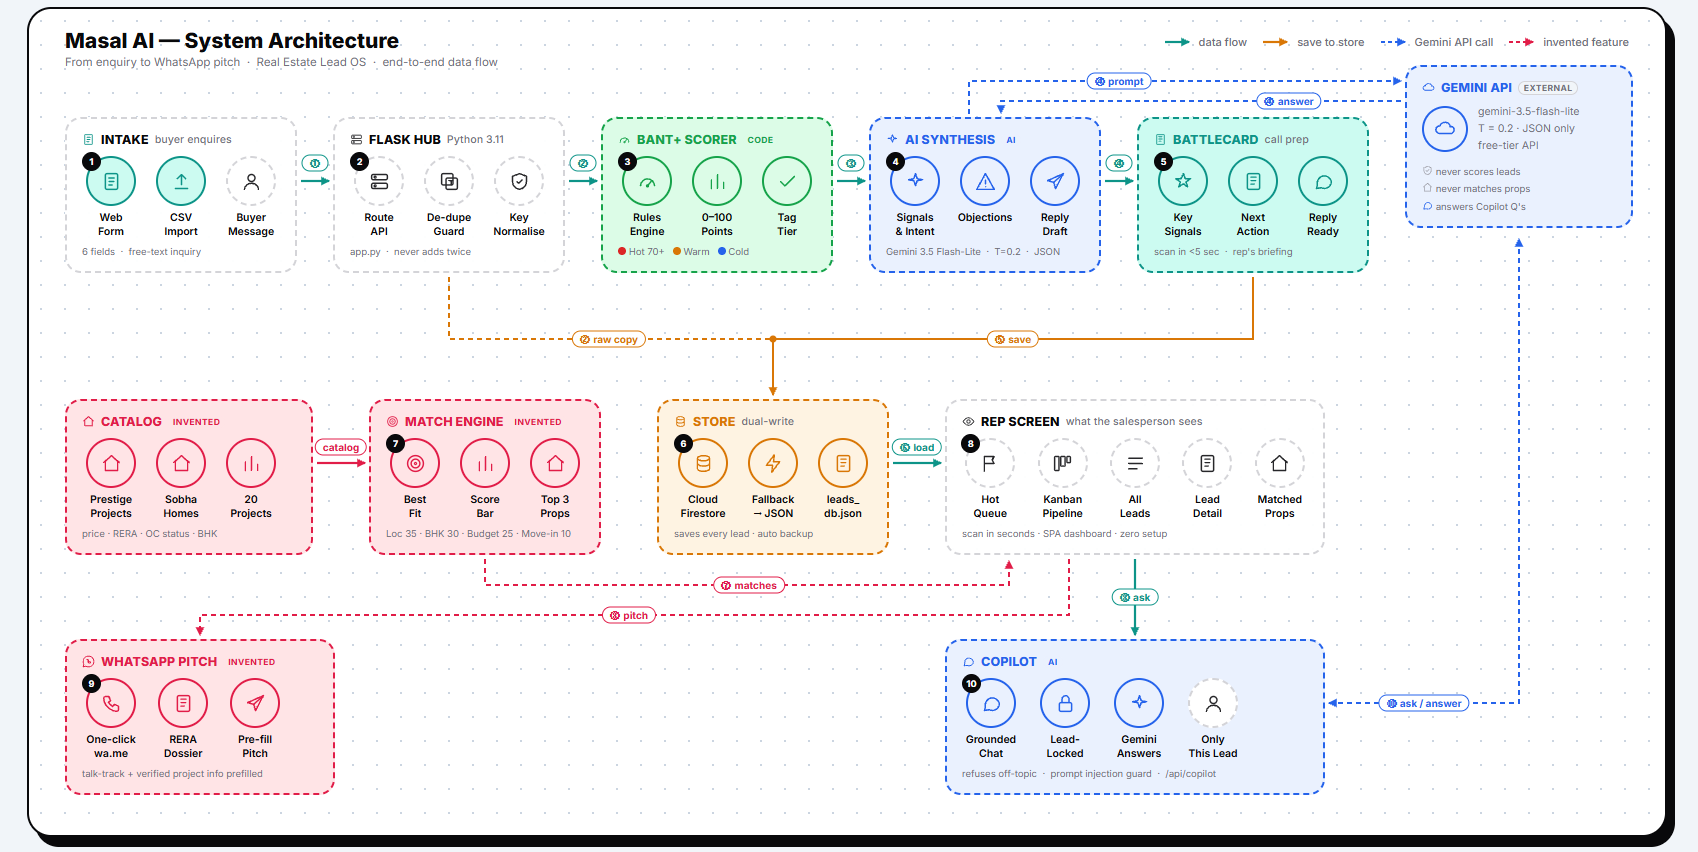 Masal AI — System Architecture
From enquiry to WhatsApp pitch · Real Estate Lead OS · end-to-end data flow
data flow
save to store
Gemini API call
invented feature
prompt
answer
GEMINI API EXTERNAL
gemini-3.5-flash-lite
T = 0.2 · JSON only
free-tier API
never scores leads
never matches props
answers Copilot Q's
INTAKE buyer enquires
1
Web
Form
CSV
Import
Buyer
Message
6 fields · free-text inquiry
FLASK HUB Python 3.11
2
Route
API
De-dupe
Guard
Key
Normalise
app.py · never adds twice
BANT+ SCORER CODE
3
Rules
Engine
0–100
Points
Tag
Tier
Hot 70+
Warm
Cold
AI SYNTHESIS AI
4
Signals
& Intent
Objections
Reply
Draft
Gemini 3.5 Flash-Lite · T=0.2 · JSON
BATTLECARD call prep
5
Key
Signals
Next
Action
Reply
Ready
scan in <5 sec · rep's briefing
raw copy
save
CATALOG INVENTED
Prestige
Projects
Sobha
Homes
20
Projects
price · RERA · OC status · BHK
catalog
MATCH ENGINE INVENTED
7
Best
Fit
Score
Bar
Top 3
Props
Loc 35 · BHK 30 · Budget 25 · Move-in 10
STORE dual-write
6
Cloud
Firestore
Fallback
→ JSON
leads_
db.json
saves every lead · auto backup
load
REP SCREEN what the salesperson sees
8
Hot
Queue
Kanban
Pipeline
All
Leads
Lead
Detail
Matched
Props
scan in seconds · SPA dashboard · zero setup
matches
pitch
ask
WHATSAPP PITCH INVENTED
9
One-click
wa.me
RERA
Dossier
Pre-fill
Pitch
talk-track + verified project info prefilled
COPILOT AI
10
Grounded
Chat
Lead-
Locked
Gemini
Answers
Only
This Lead
refuses off-topic · prompt injection guard · /api/copilot
ask / answer